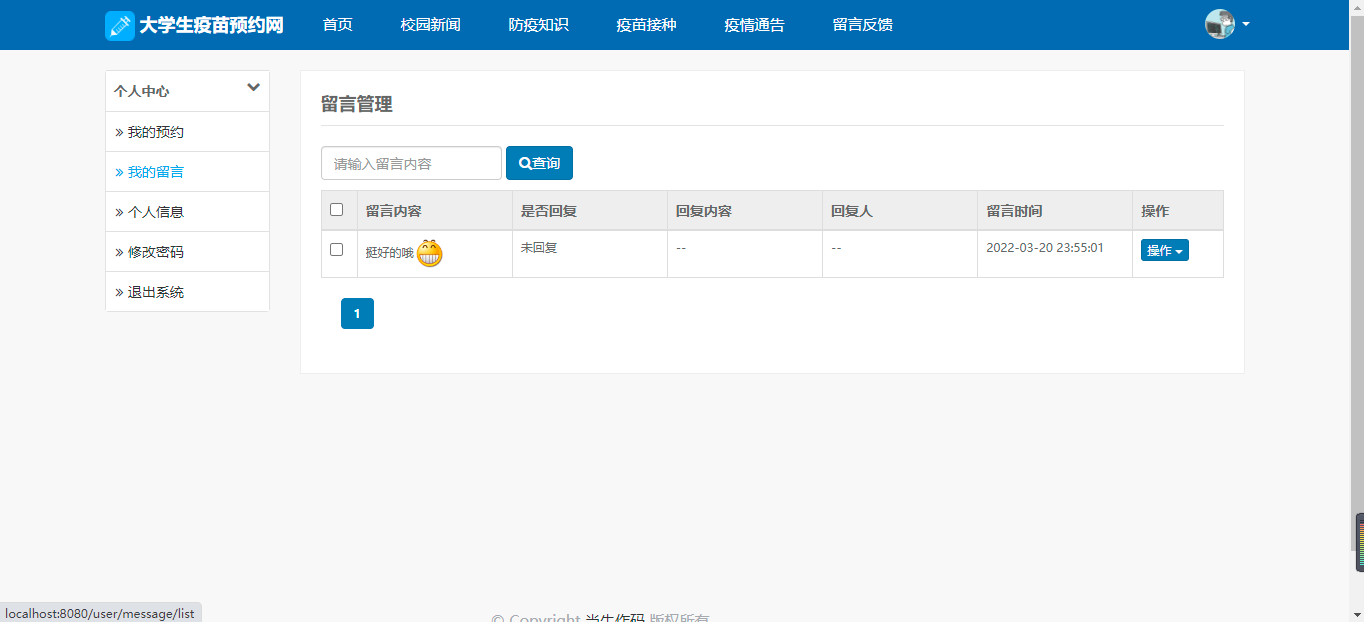 大学生疫苗预约网 首页 校园新闻 防疫知识 疫苗接种 疫情通告 留言反馈
个人中心
» 我的预约
» 我的留言
» 个人信息
» 修改密码
» 退出系统
留言管理
请输入留言内容 查询
留言内容 是否回复 回复内容 回复人 留言时间 操作
挺好的哦 未回复 -- -- 2022-03-20 23:55:01 操作
1
localhost:8080/user/message/list
© Copyright 当生作码 版权所有